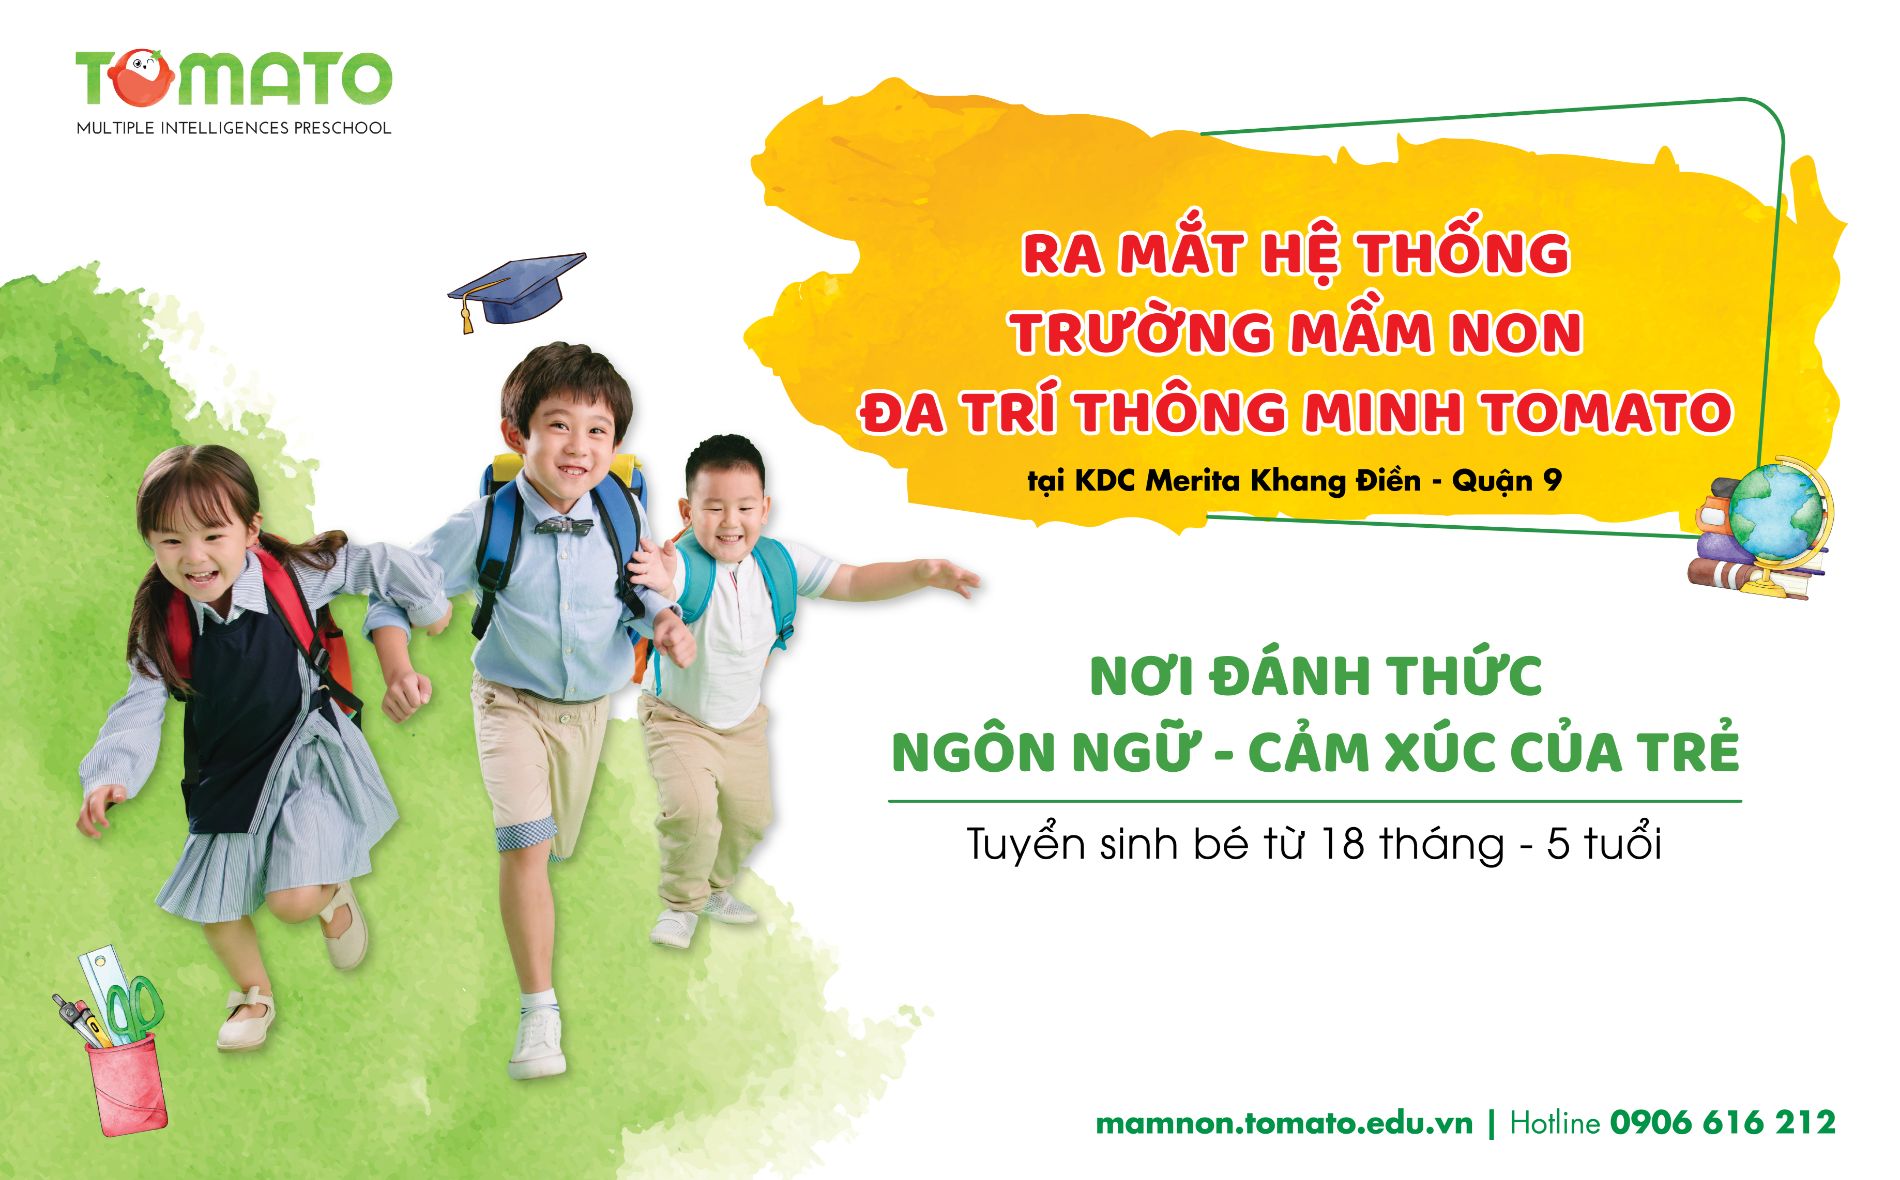 TOMATO
MULTIPLE INTELLIGENCES PRESCHOOL
RA MẮT HỆ THỐNG
TRƯỜNG MẦM NON
ĐA TRÍ THÔNG MINH TOMATO
tại KDC Merita Khang Điền - Quận 9
NƠI ĐÁNH THỨC
NGÔN NGỮ - CẢM XÚC CỦA TRẺ
Tuyển sinh bé từ 18 tháng - 5 tuổi
mamnon.tomato.edu.vn | Hotline 0906 616 212